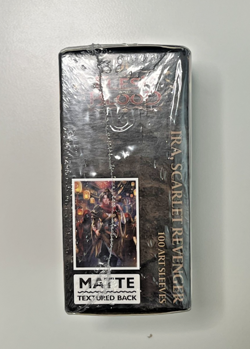 IRA, SCARLET REVENGER
100 ART SLEEVES
MATTE
TEXTURED BACK